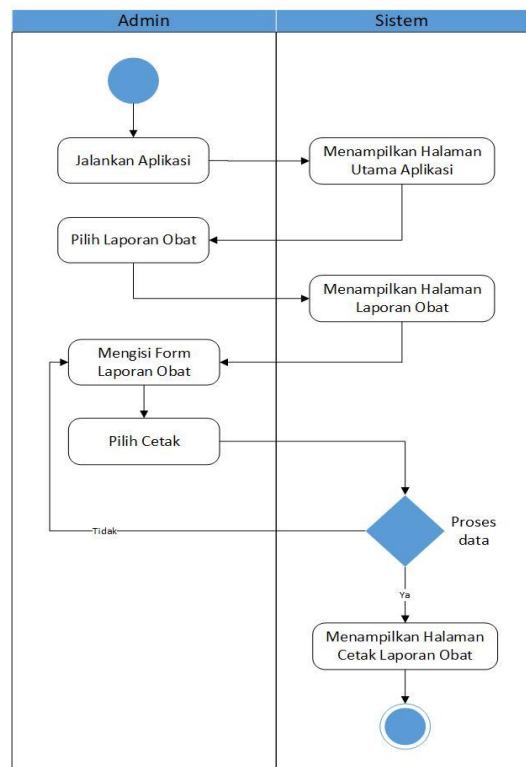 Admin
Sistem
Jalankan Aplikasi
Menampilkan Halaman
Utama Aplikasi
Pilih Laporan Obat
Menampilkan Halaman
Laporan Obat
Mengisi Form
Laporan Obat
Pilih Cetak
Proses
data
Tidak
Ya
Menampilkan Halaman
Cetak Laporan Obat